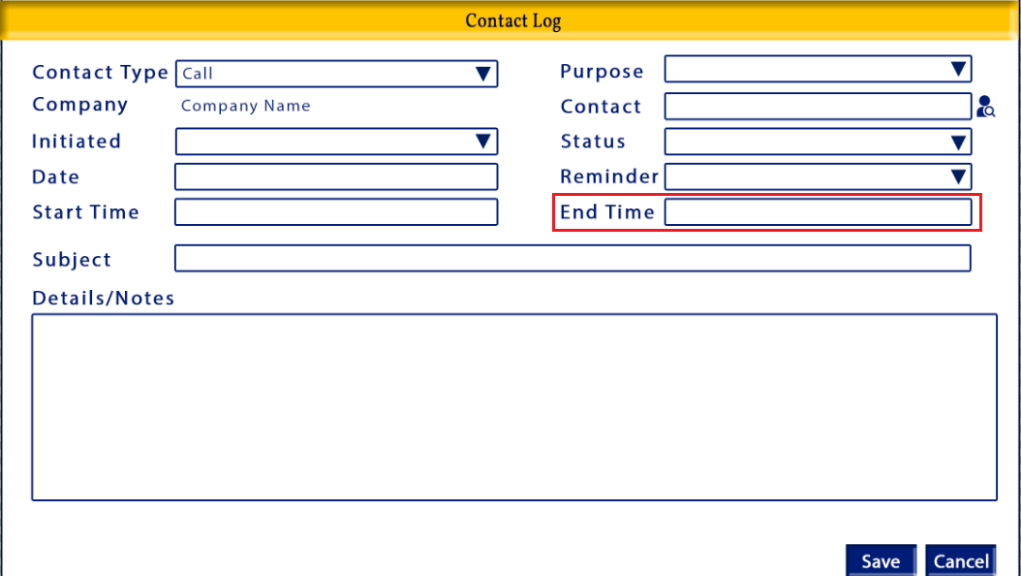 Contact Log
Contact Type Call Purpose
Company Company Name Contact
Initiated Status
Date Reminder
Start Time End Time
Subject
Details/Notes
Save Cancel